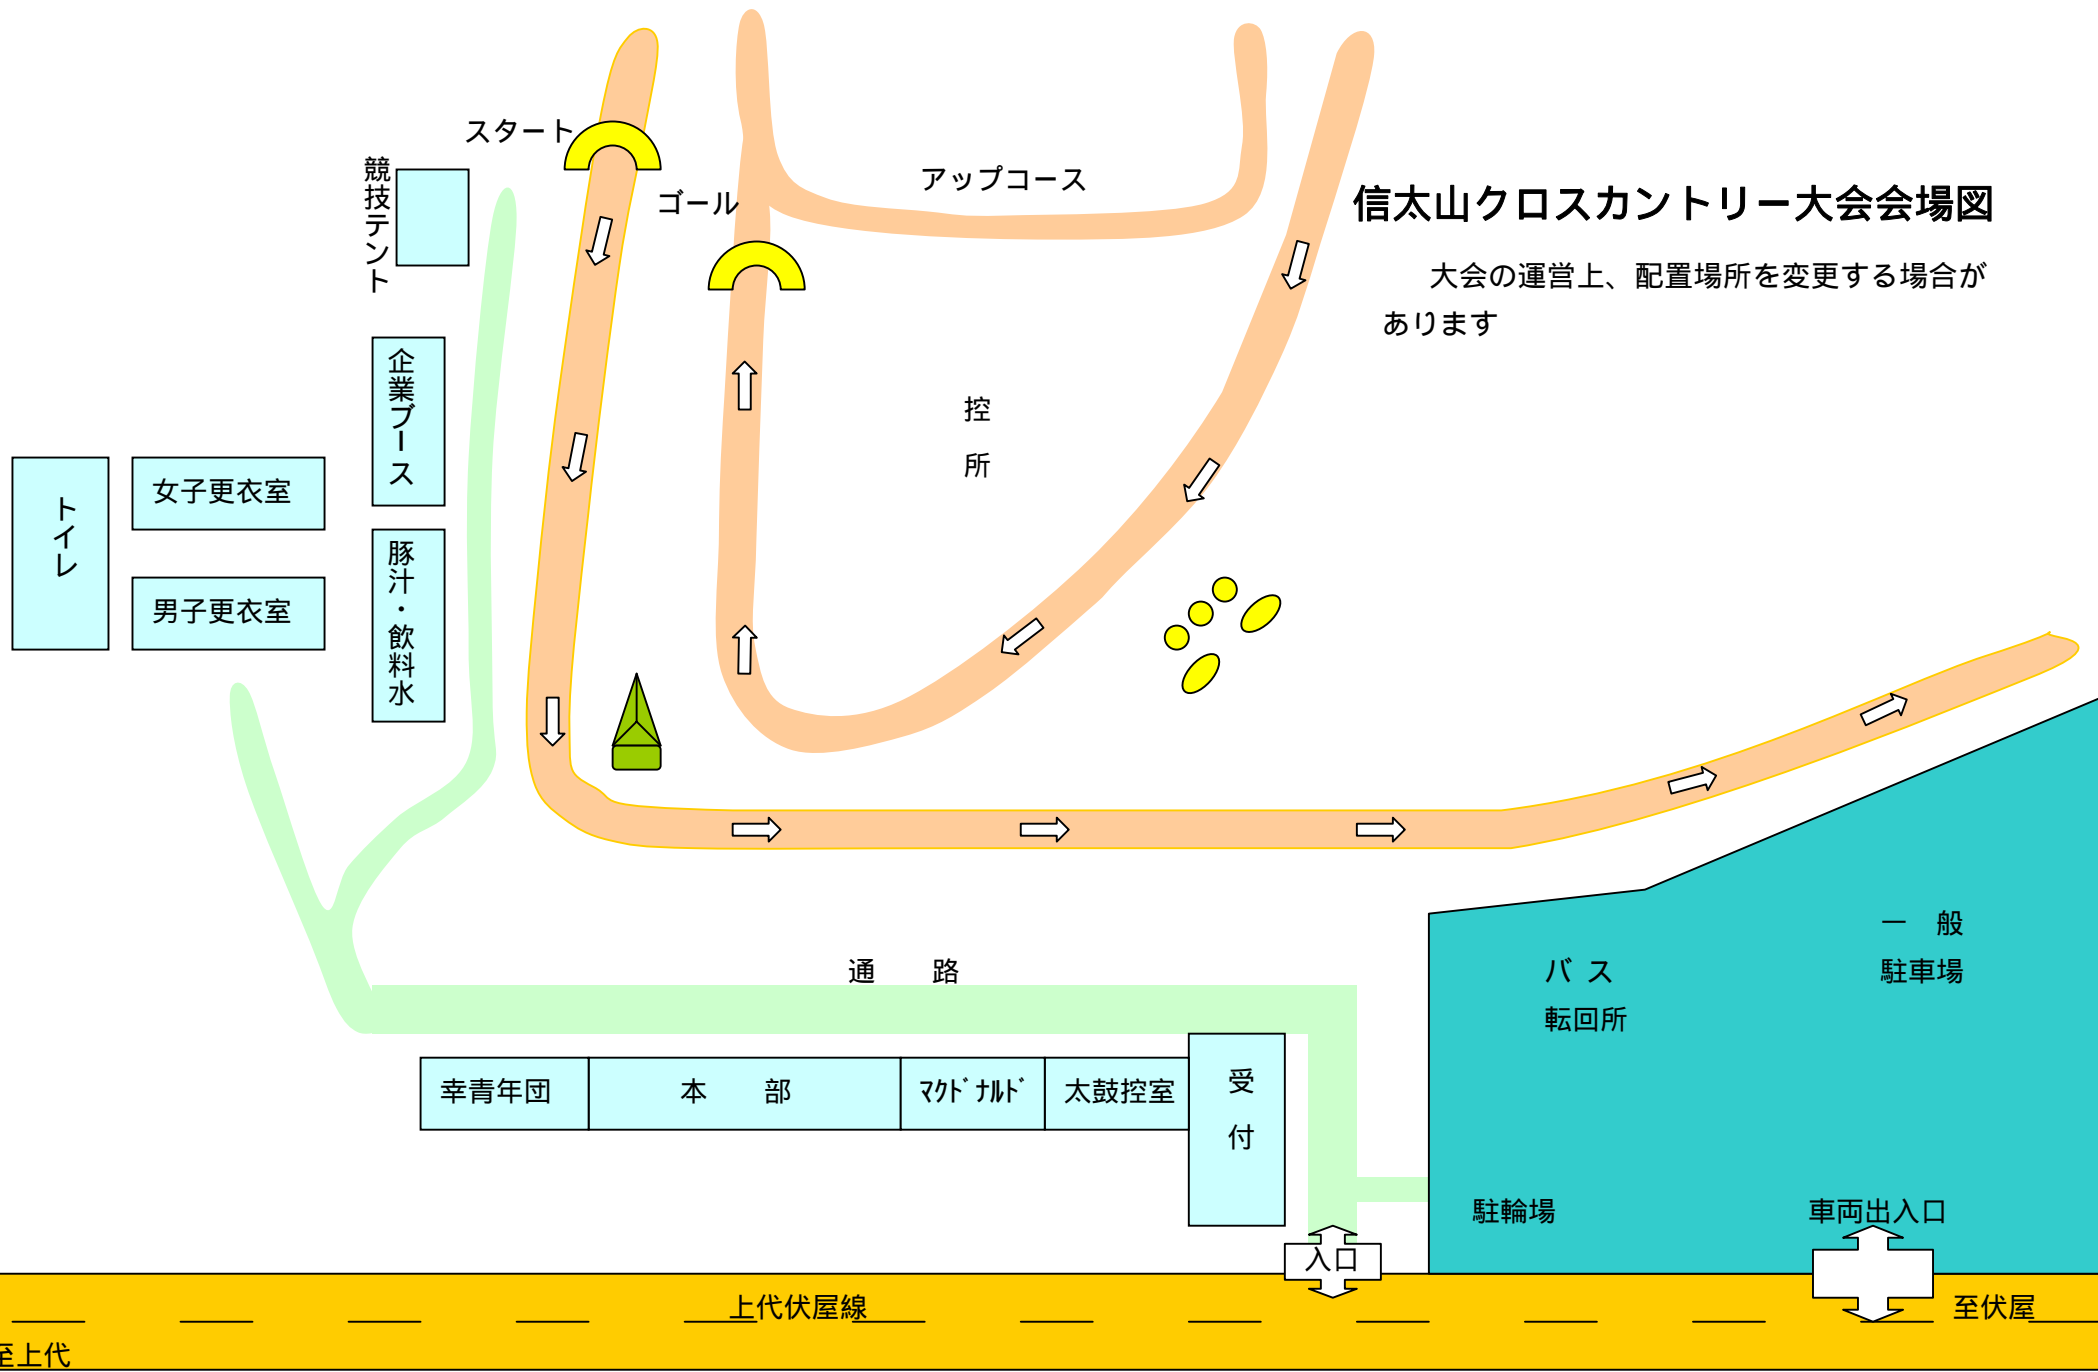 スタート
競技テント
ゴール
アップコース
信太山クロスカントリー大会会場図
大会の運営上、配置場所を変更する場合が
あります
企業ブース
控所
トイレ
女子更衣室
男子更衣室
豚汁・飲料水
一　般
駐車場
バ ス
転回所
通　　路
幸青年団
本　　部
ﾏｸﾄﾞﾅﾙﾄﾞ
太鼓控室
受付
駐輪場
車両出入口
入口
上代伏屋線
至伏屋
至上代